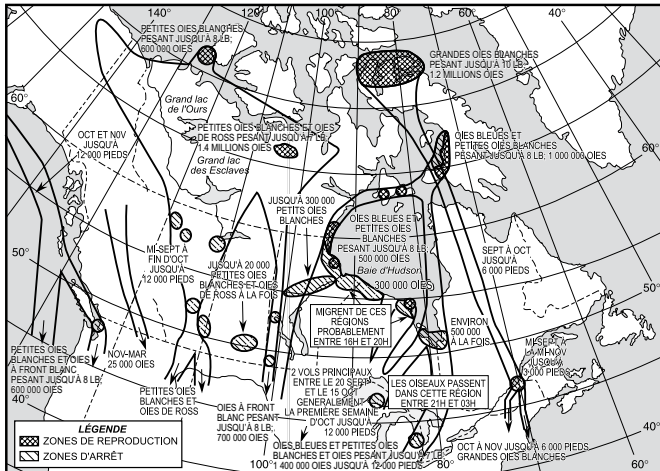 140°
120°
100°
80°
60°
40°
PETITES OIES BLANCHES
PESANT JUSQU'À 8 LB;
600 000 OIES
GRANDES OIES BLANCHES
PESANT JUSQU'À 10 LB
1.2 MILLIONS OIES
Grand lac
de l'Ours
60°
OCT ET NOV
JUSQU'À
12 000 PIEDS
PETITES OIES BLANCHES ET OIES
DE ROSS PESANT JUSQU'À 7 LB;
1.4 MILLIONS OIES
Grand lac
des Esclaves
OIES BLEUES ET
PETITES OIES BLANCHES
PESANT JUSQU'À 8 LB; 1 000 000 OIES
60°
JUSQU'À 300 000
PETITS OIES
BLANCHES
OIES BLEUES ET
PETITES OIES
BLANCHES
PESANT JUSQU'À 8 LB;
500 000 OIES
Baie d'Hudson
300 000 OIES
SEPT À OCT
JUSQU'À
6 000 PIEDS
50°
50°
MI-SEPT À
FIN D'OCT
JUSQU'À
12 000 PIEDS
JUSQU'À 20 000
PETITES OIES
BLANCHES ET OIES
DE ROSS À LA FOIS
MIGRENT DE CES
RÉGIONS
PROBABLEMENT
ENTRE 16H ET 20H
ENVIRON
500 000
À LA FOIS
MI-SEPT À
LA MI-NOV
JUSQU'À
3 000 PIEDS
PETITES OIES
BLANCHES ET OIES
À FRONT BLANC
PESANT JUSQU'À 8 LB;
600 000 OIES
NOV-MAR
25 000 OIES
PETITES OIES
BLANCHES ET
OIES DE ROSS
OIES À FRONT
BLANC PESANT
JUSQU'À 8 LB;
700 000 OIES
2 VOLS PRINCIPAUX
ENTRE LE 20 SEPT
ET LE 15 OCT
GENERALEMENT
LA PREMIÈRE SEMAINE
D'OCT JUSQU'À
12 000 PIEDS
LES OISEAUX PASSENT
DANS CETTE RÉGION
ENTRE 21H ET 03H
OIES BLEUES ET PETITES OIES
BLANCHES ET OIES PESANT JUSQU'À 7 LB
1 400 000 OIES JUSQU'À 12 000 PIEDS
OCT À NOV JUSQU'À 6 000 PIEDS
GRANDES OIES BLANCHES
LÉGENDE
ZONES DE REPRODUCTION
ZONES D'ARRÊT
100°
80°
60°